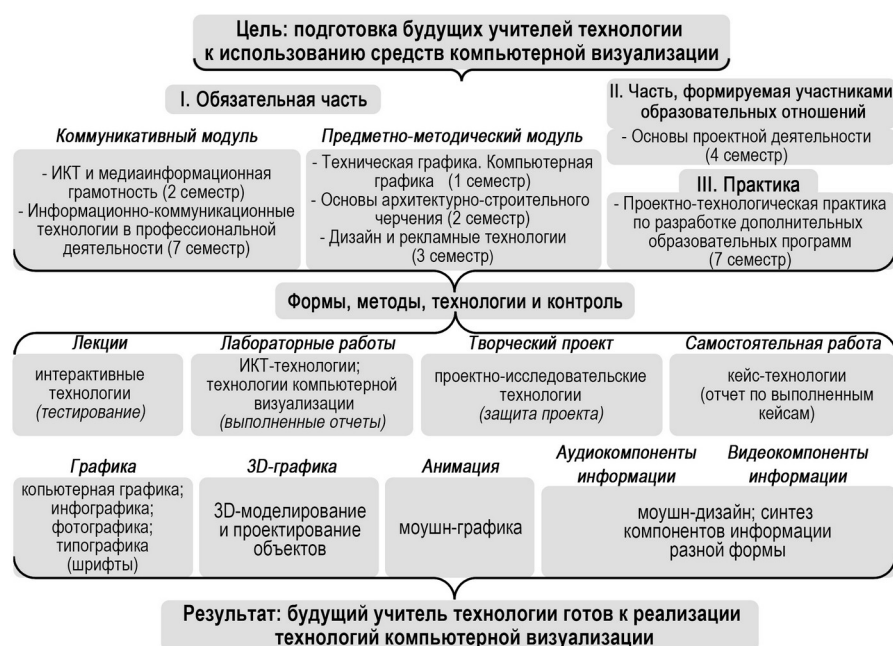 Цель: подготовка будущих учителей технологии
к использованию средств компьютерной визуализации
I. Обязательная часть
Коммуникативный модуль
- ИКТ и медиаинформационная
грамотность (2 семестр)
- Информационно-коммуникационные
технологии в профессиональной
деятельности (7 семестр)
Предметно-методический модуль
- Техническая графика. Компьютерная
графика (1 семестр)
- Основы архитектурно-строительного
черчения (2 семестр)
- Дизайн и рекламные технологии
(3 семестр)
II. Часть, формируемая участниками
образовательных отношений
- Основы проектной деятельности
(4 семестр)
III. Практика
- Проектно-технологическая практика
по разработке дополнительных
образовательных программ
(7 семестр)
Формы, методы, технологии и контроль
Лекции
интерактивные
технологии
(тестирование)
Лабораторные работы
ИКТ-технологии;
технологии компьютерной
визуализации
(выполненные отчеты)
Творческий проект
проектно-исследовательские
технологии
(защита проекта)
Самостоятельная работа
кейс-технологии
(отчет по выполненным
кейсам)
Графика
копьютерная графика;
инфографика;
фотографика;
типографика
(шрифты)
3D-графика
3D-моделирование
и проектирование
объектов
Анимация
моушн-графика
Аудиокомпоненты
информации
Видеокомпоненты
информации
моушн-дизайн; синтез
компонентов информации
разной формы
Результат: будущий учитель технологии готов к реализации
технологий компьютерной визуализации